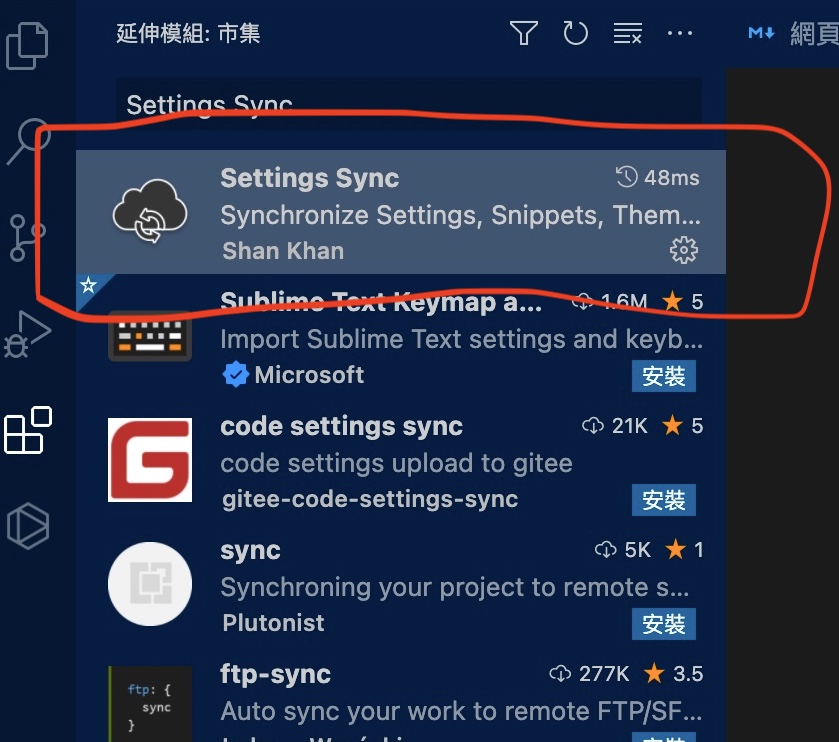 延伸模組: 市集
網頁
Settings Sync
Settings Sync
48ms
Synchronize Settings, Snippets, Them...
Shan Khan
Sublime Text Keymap a...
1.6M
5
Import Sublime Text settings and keyb...
Microsoft
安裝
code settings sync
21K
5
code settings upload to gitee
gitee-code-settings-sync
安裝
sync
5K
1
Synchroning your project to remote s...
Plutonist
安裝
ftp-sync
277K
3.5
ftp: {
sync
}
Auto sync your work to remote FTP/SF...